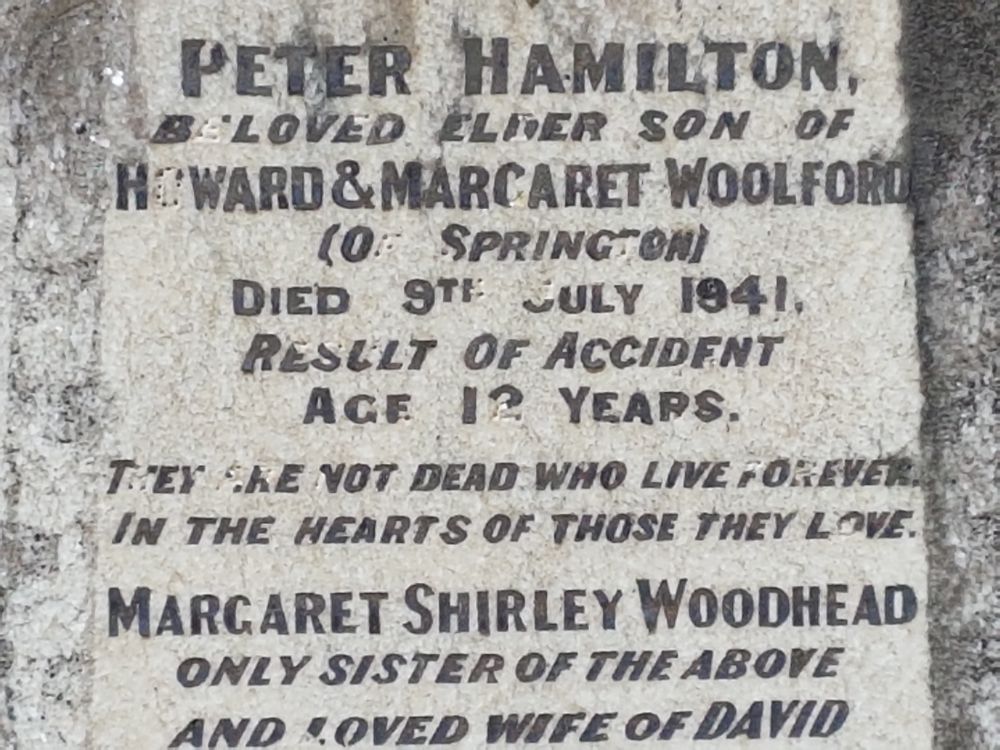 PETER HAMILTON,
BELOVED ELDER SON OF
HOWARD & MARGARET WOOLFORD
(OF SPRINGTON)
DIED 9TH JULY 1941.
RESULT OF ACCIDENT
AGE 12 YEARS.
THEY ARE NOT DEAD WHO LIVE FOREVER.
IN THE HEARTS OF THOSE THEY LOVE.
MARGARET SHIRLEY WOODHEAD
ONLY SISTER OF THE ABOVE
AND LOVED WIFE OF DAVID